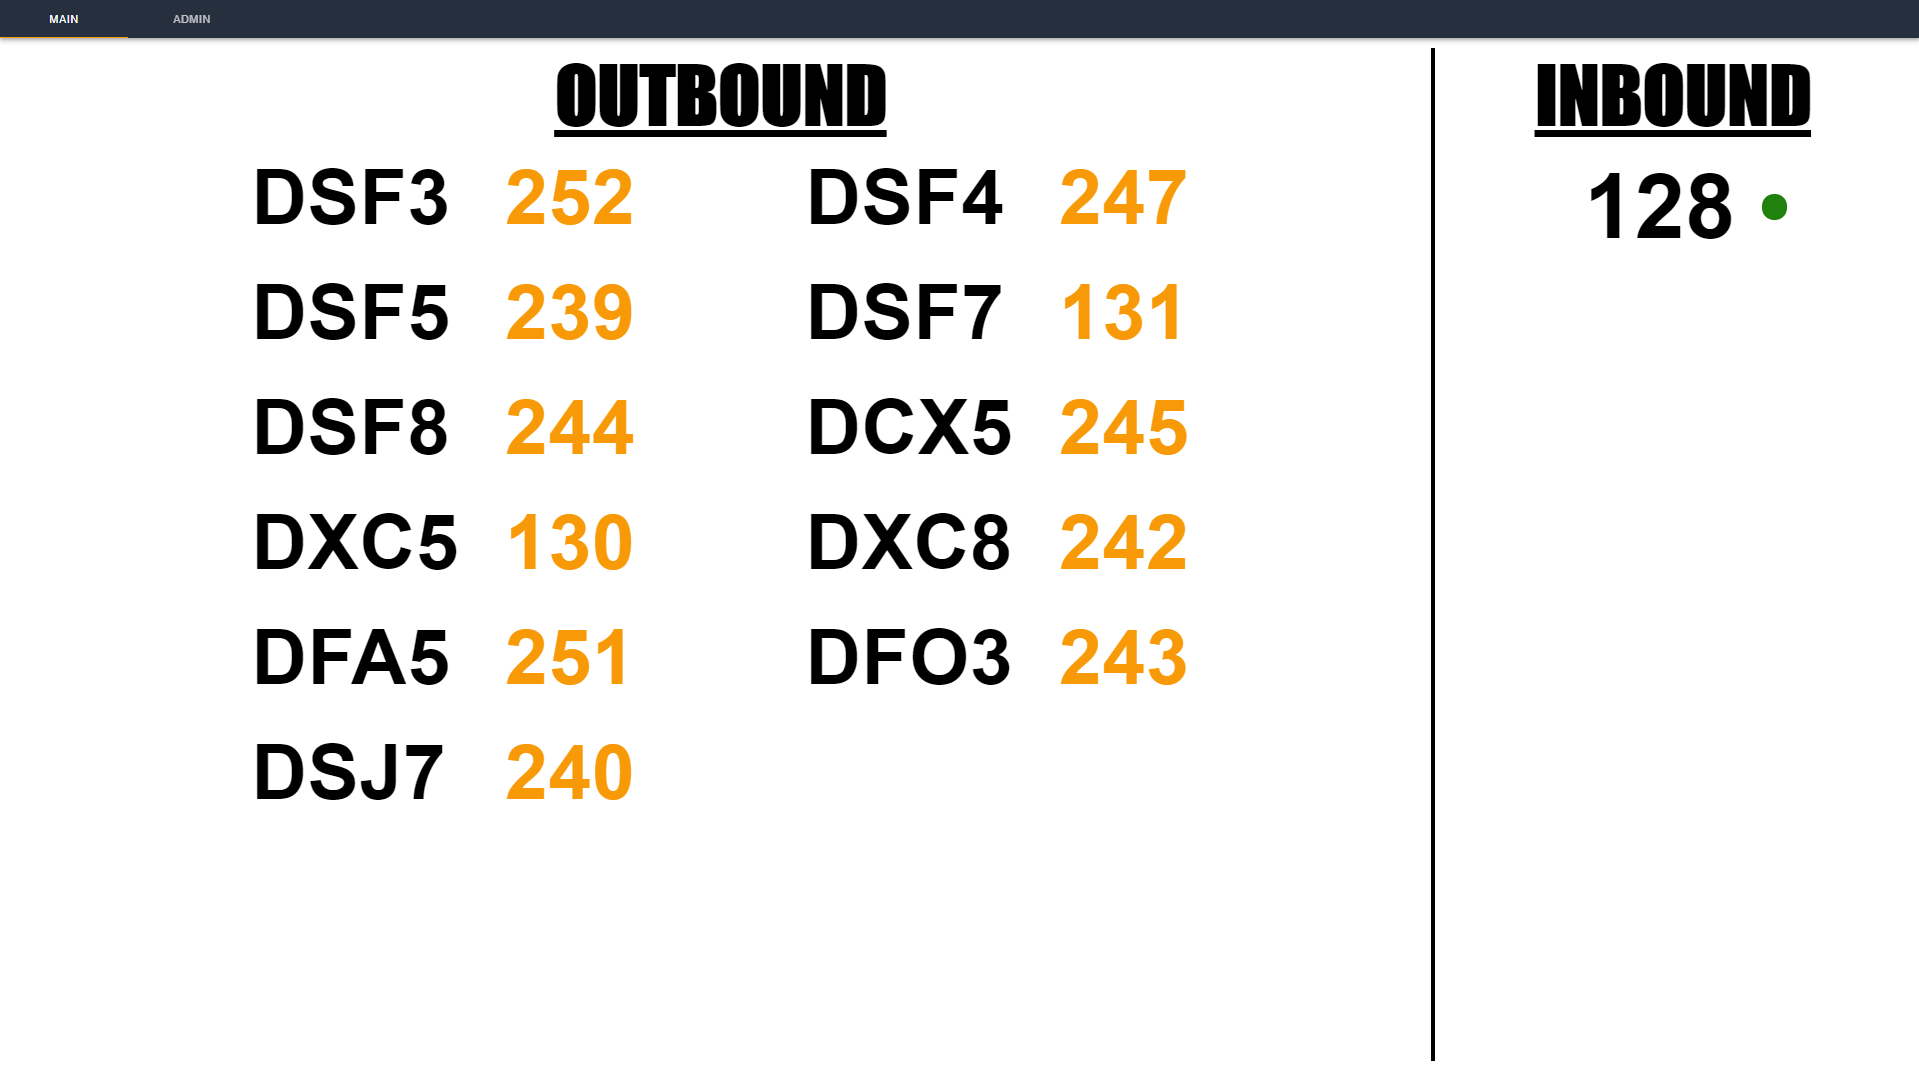 MAIN ADMIN
OUTBOUND INBOUND
DSF3 252 DSF4 247 128
DSF5 239 DSF7 131
DSF8 244 DCX5 245
DXC5 130 DXC8 242
DFA5 251 DFO3 243
DSJ7 240